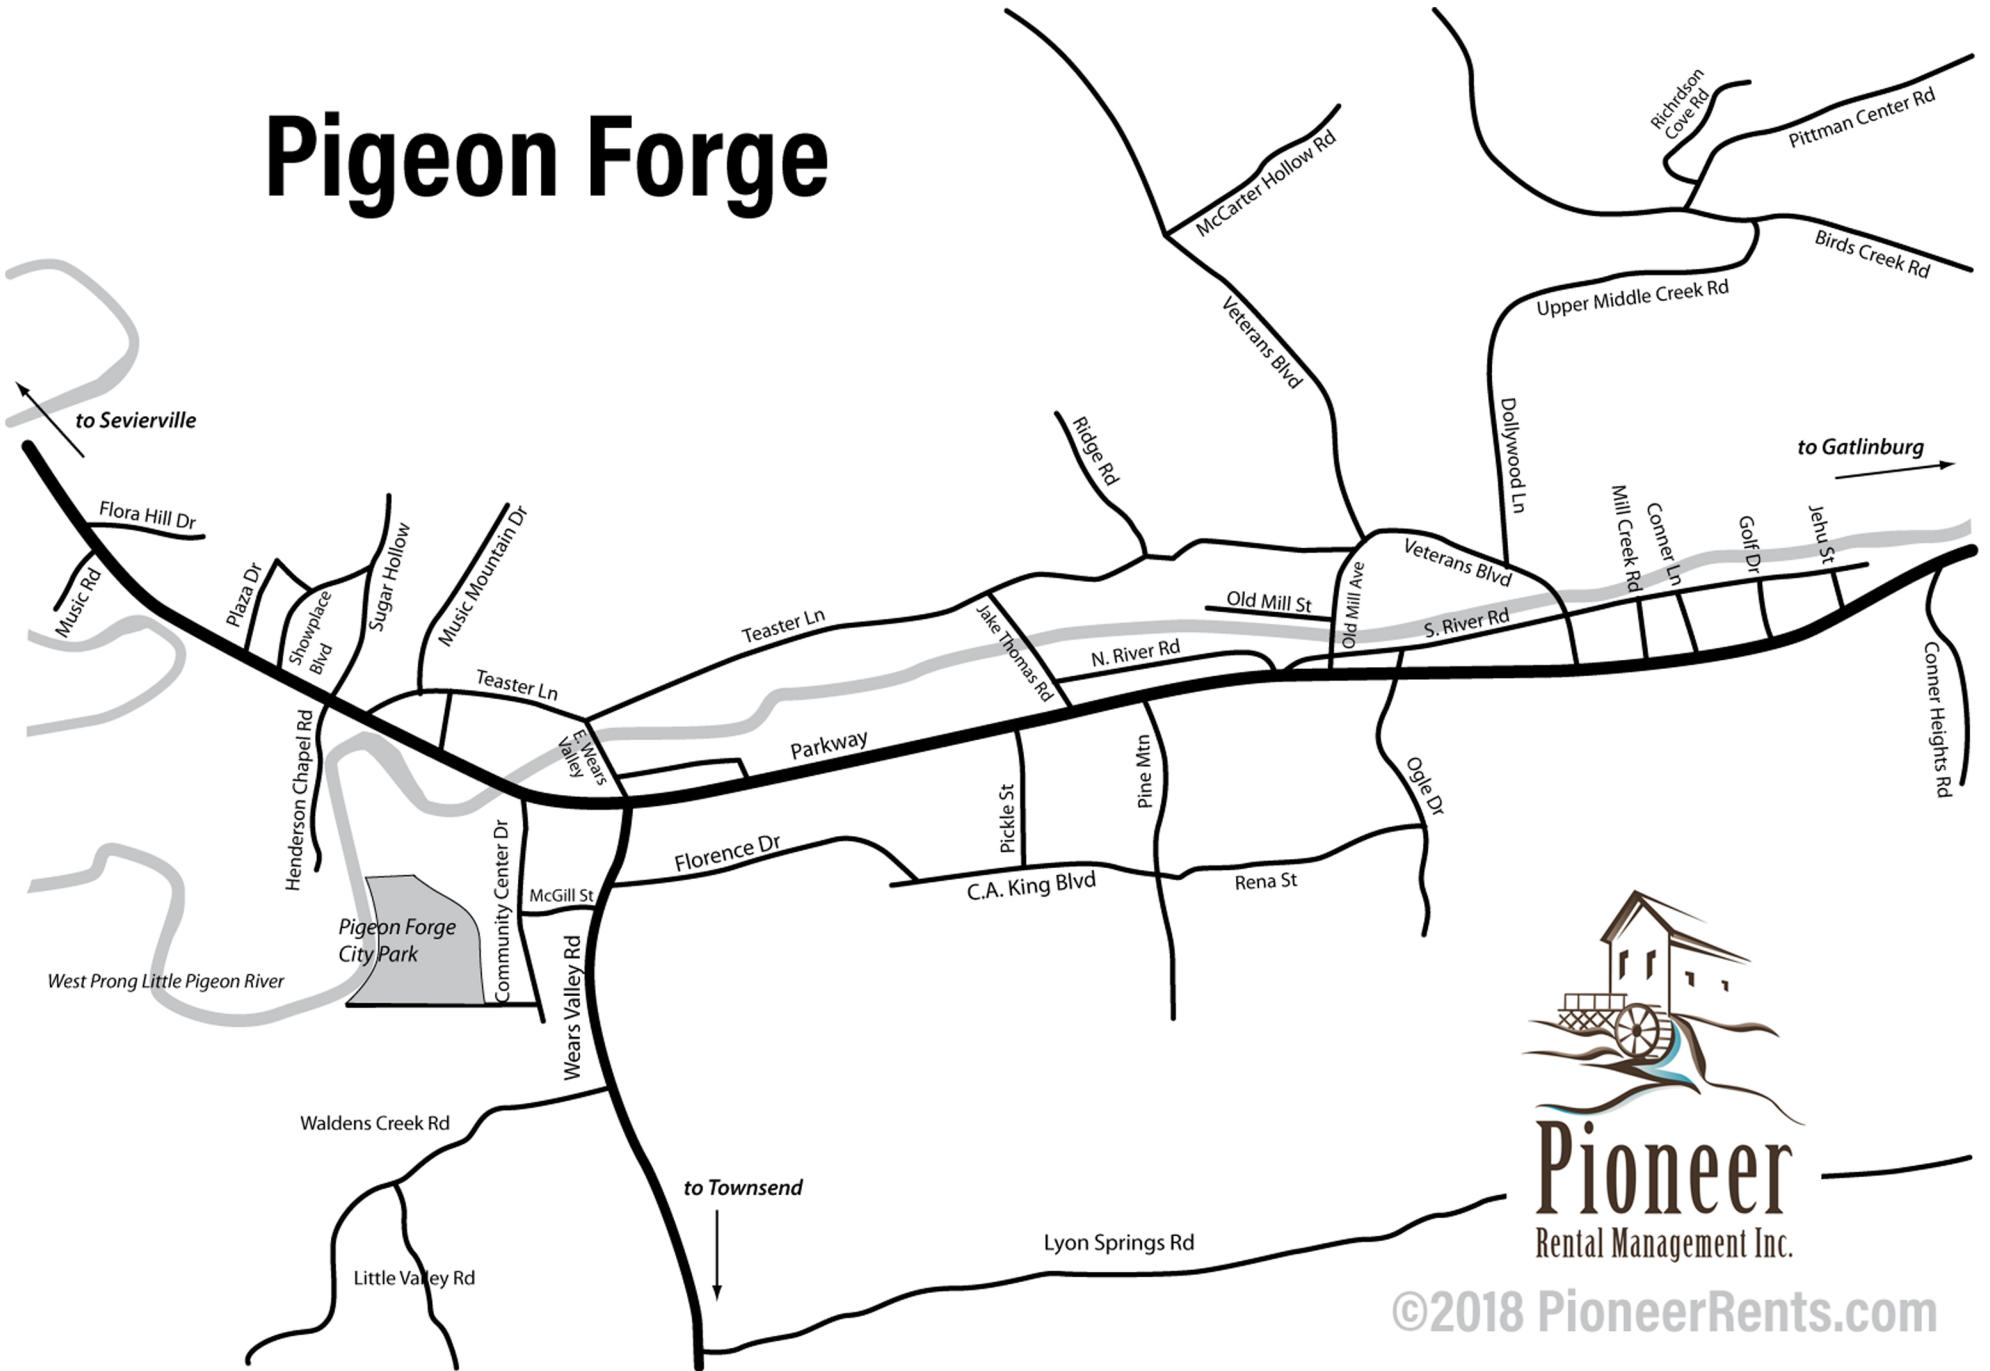 Pigeon Forge
Richrdson
Cove Rd
Pittman Center Rd
McCarter Hollow Rd
Birds Creek Rd
Upper Middle Creek Rd
Veterans Blvd
to Sevierville
Ridge Rd
Dollywood Ln
to Gatlinburg
Flora Hill Dr
Music Rd
Plaza Dr
Showplace
Blvd
Sugar Hollow
Music Mountain Dr
Teaster Ln
Teaster Ln
Jake Thomas Rd
N. River Rd
Old Mill St
Old Mill Ave
Veterans Blvd
S. River Rd
Mill Creek Rd
Conner Ln
Golf Dr
Jehu St
Conner Heights Rd
Henderson Chapel Rd
E. Wears
Valley
Parkway
Pickle St
Pine Mtn
Ogle Dr
Florence Dr
C.A. King Blvd
Rena St
Community Center Dr
McGill St
Pigeon Forge
City Park
West Prong Little Pigeon River
Wears Valley Rd
Waldens Creek Rd
Little Valley Rd
to Townsend
Lyon Springs Rd
Pioneer
Rental Management Inc.
©2018 PioneerRents.com